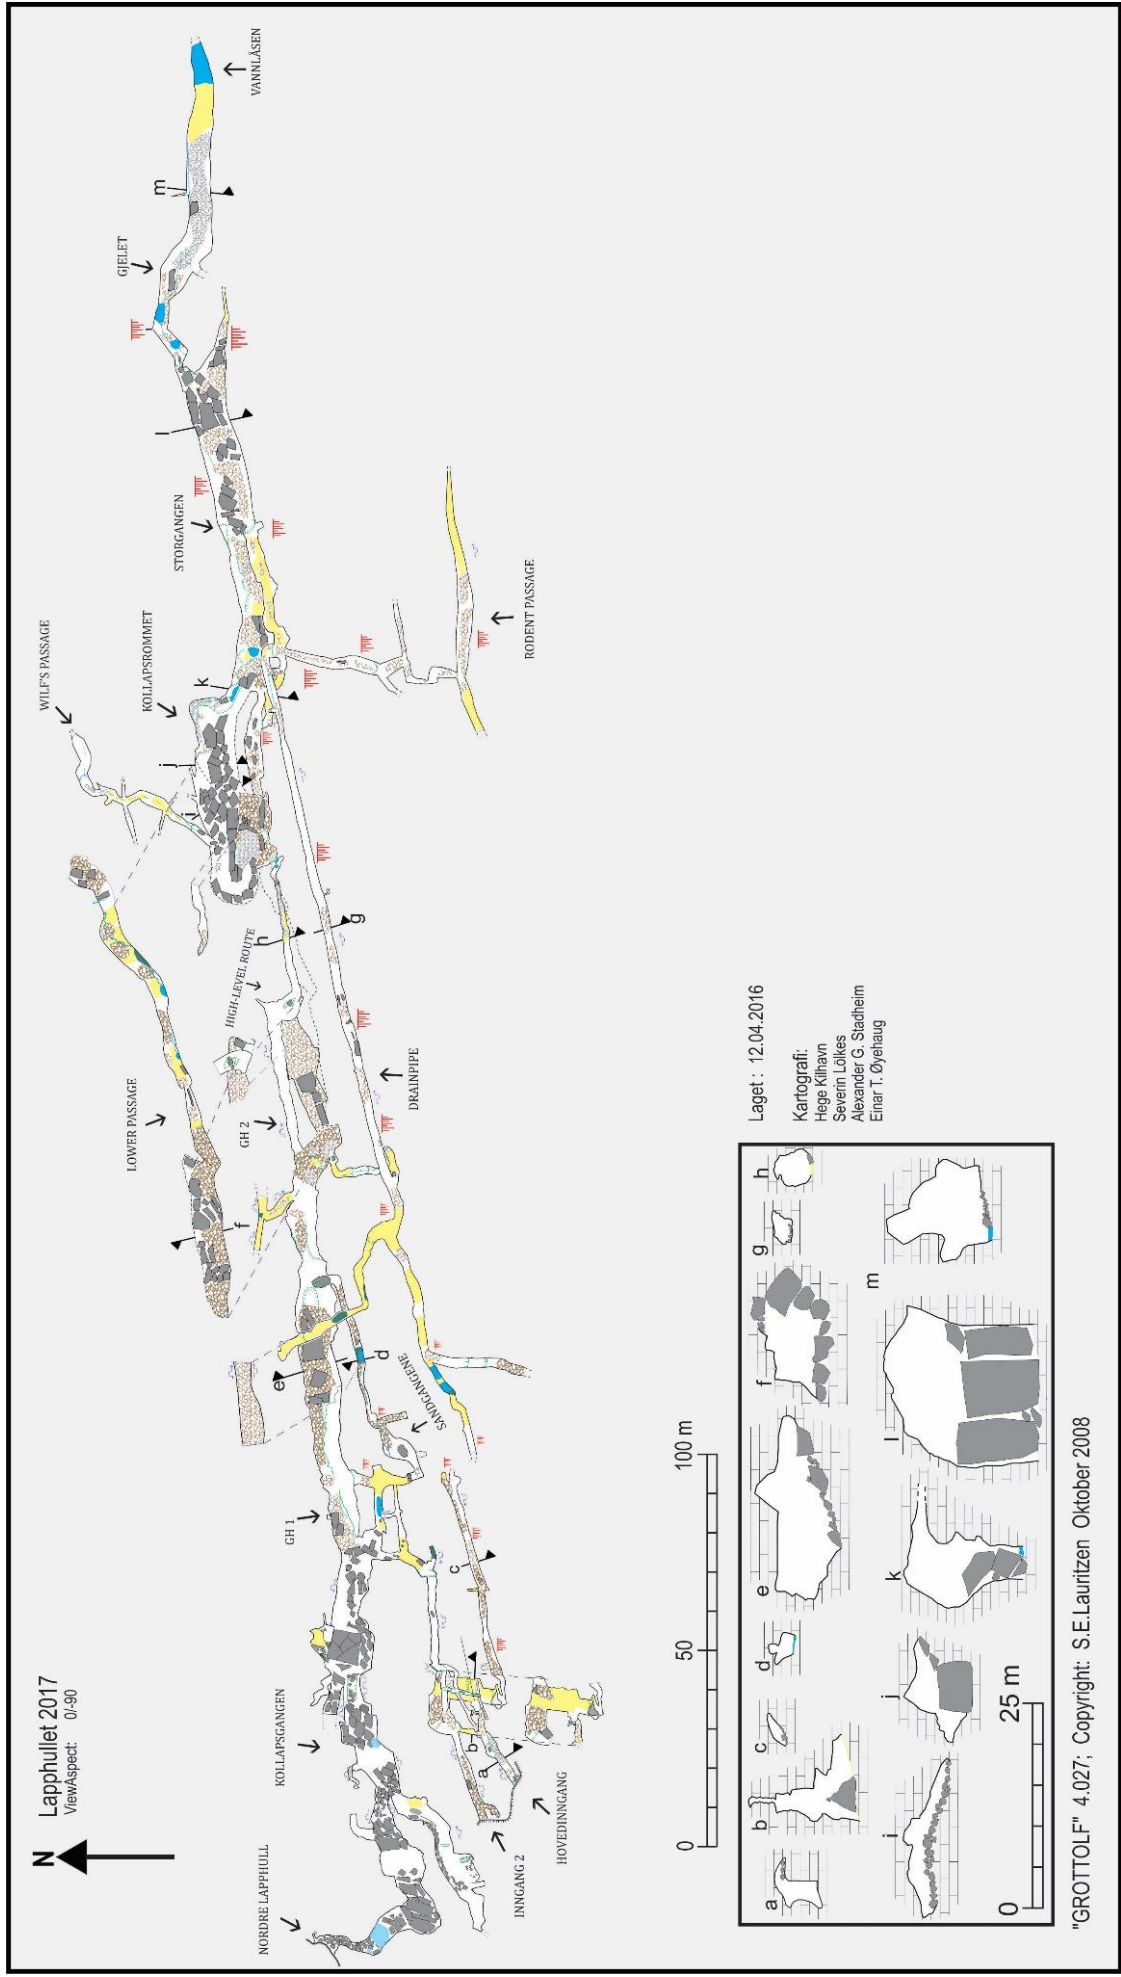 Lapphullet 2017
ViewAspect: 0/-90
N
NORDRE LAPPHULL
KOLLAPSGANGEN
INNGANG 2
HOVEDINNGANG
GH 1
SANDGANGENE
LOWER PASSAGE
GH 2
HIGH-LEVEL ROUTE
DRAINPIPE
WILF'S PASSAGE
KOLLAPSROMMET
STORGANGEN
RODENT PASSAGE
GJELET
VANNLÅSEN
a
b
c
d
e
f
g
h
i
j
k
l
m
0 50 100 m
Laget : 12.04.2016
Kartografi:
Hege Kilhavn
Severin Lölkes
Alexander G. Stadheim
Einar T. Øyehaug
a b c d e f g h
i j k l m
0 25 m
"GROTTOLF" 4.027; Copyright: S.E.Lauritzen Oktober 2008